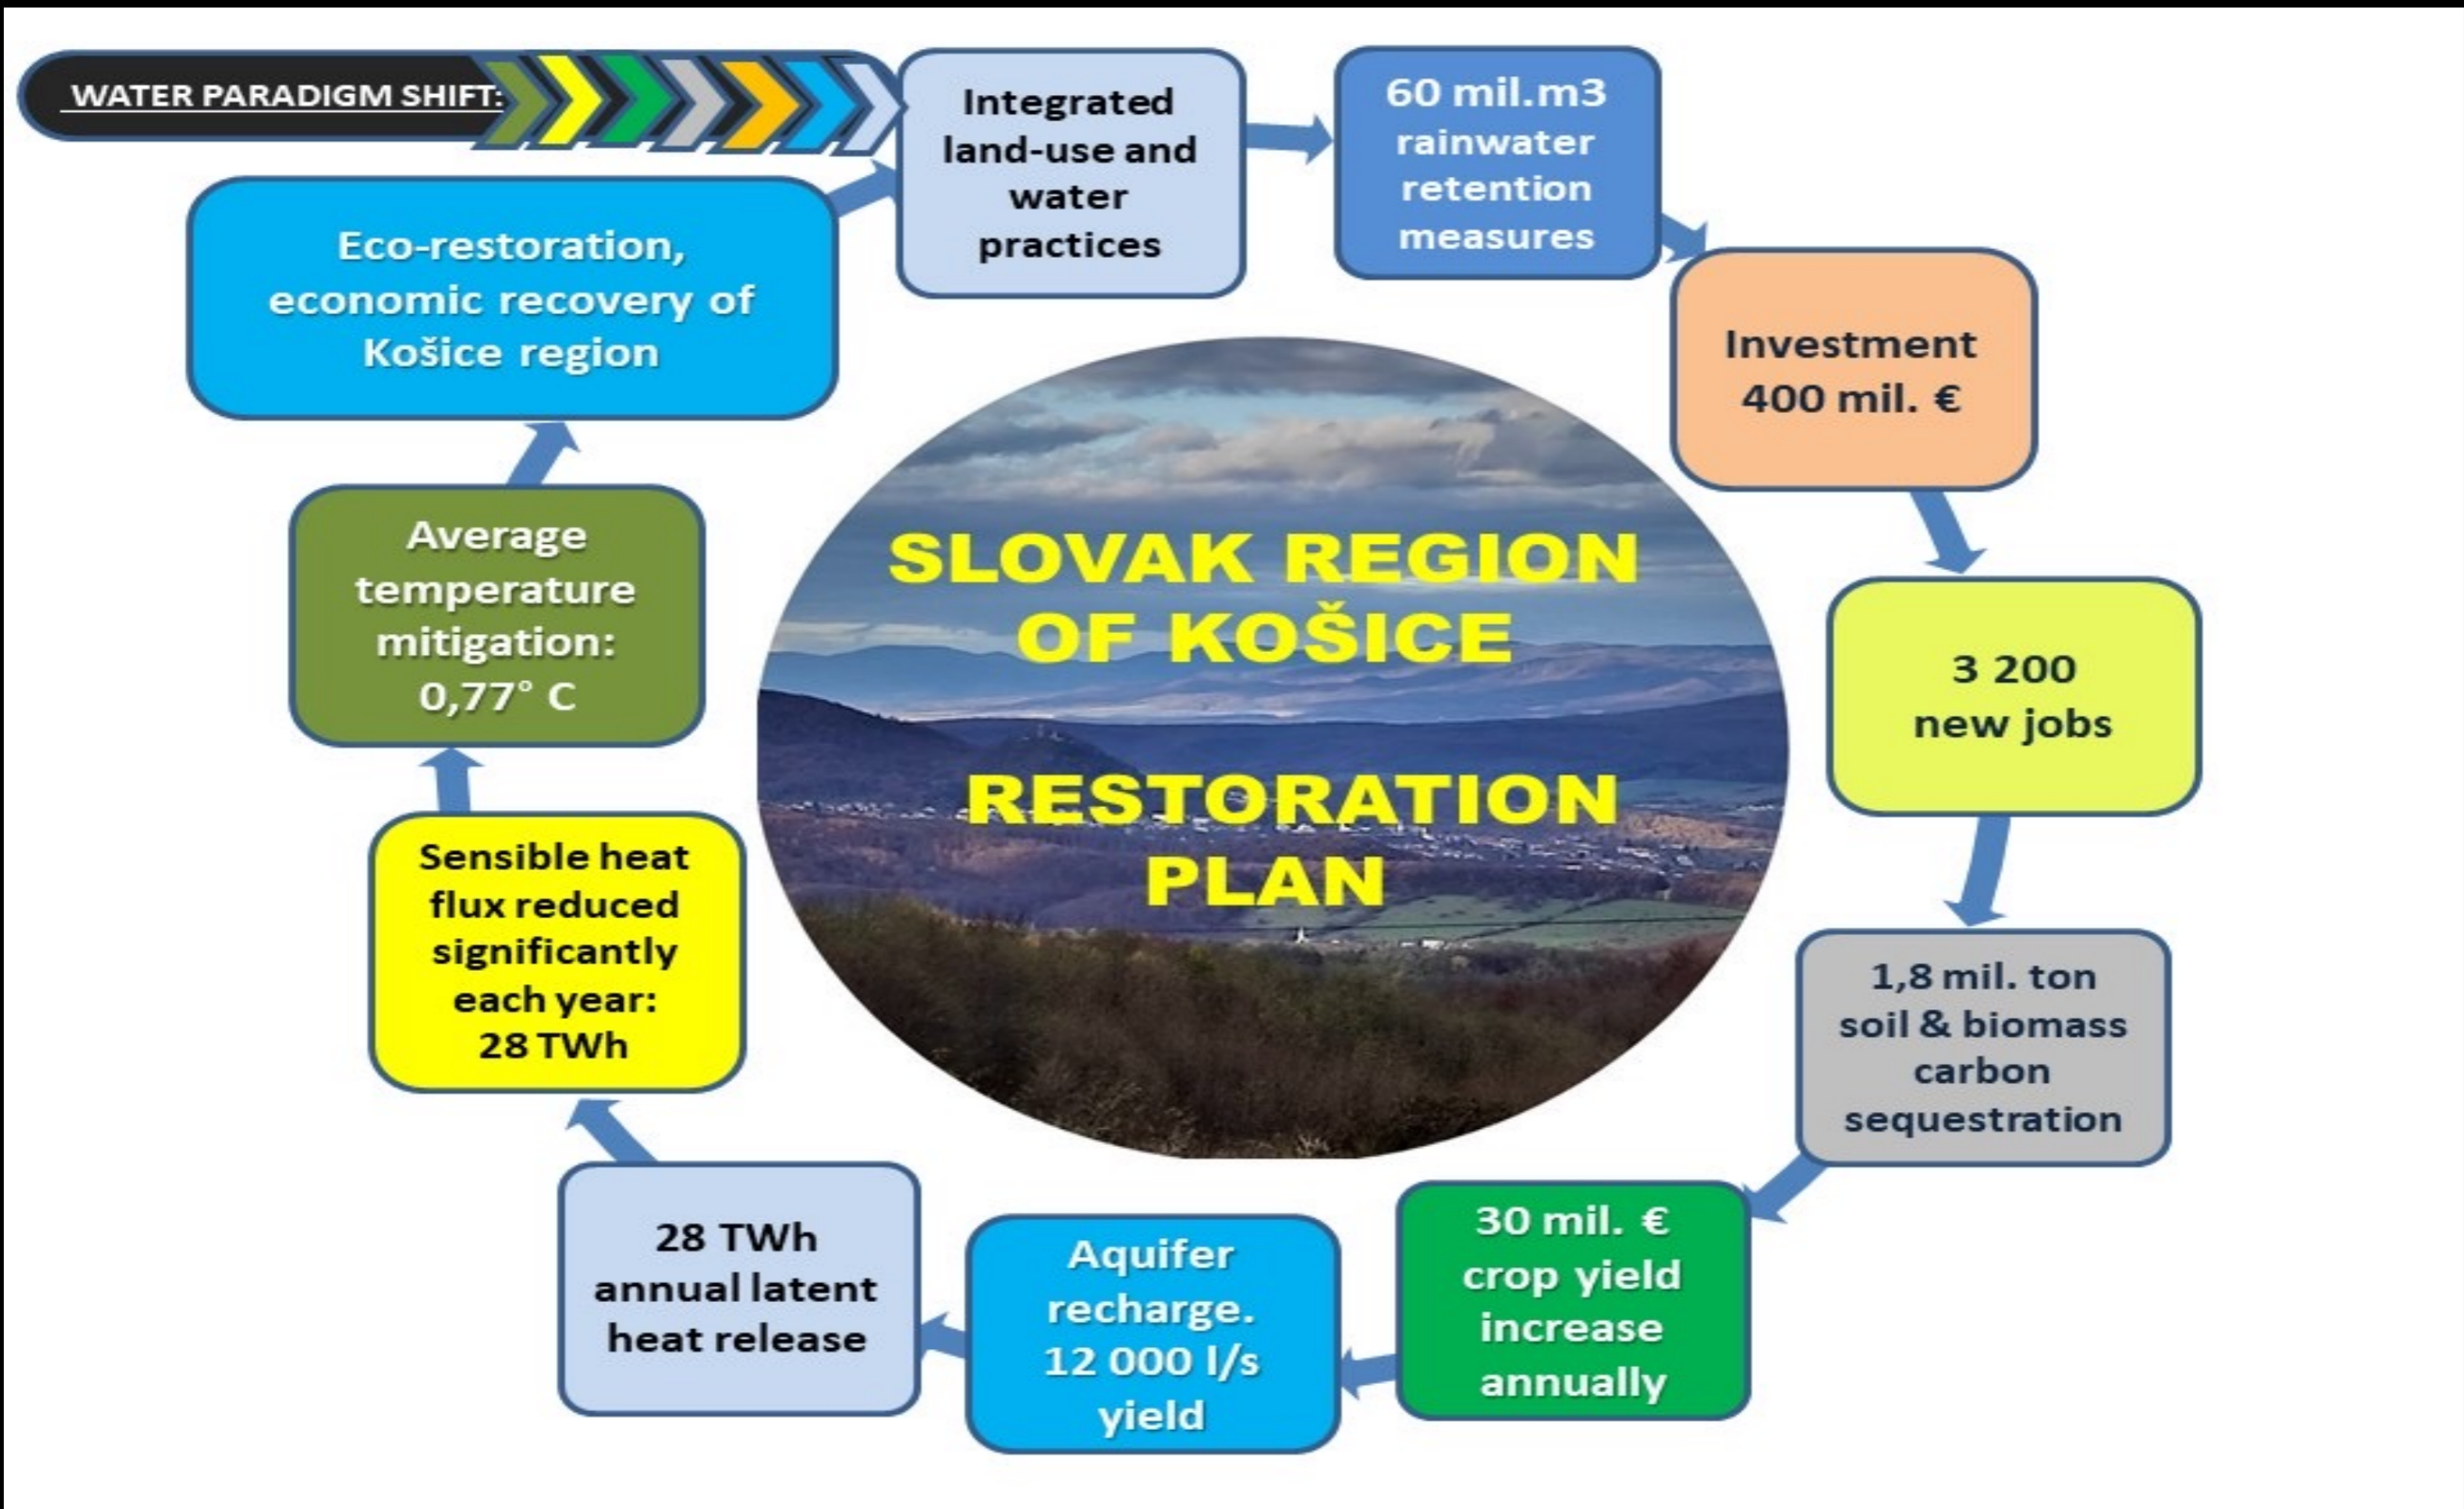 WATER PARADIGM SHIFT:
Integrated
land-use and
water
practices
60 mil.m3
rainwater
retention
measures
Investment
400 mil. €
3 200
new jobs
1,8 mil. ton
soil & biomass
carbon
sequestration
30 mil. €
crop yield
increase
annually
Aquifer
recharge.
12 000 l/s
yield
28 TWh
annual latent
heat release
Sensible heat
flux reduced
significantly
each year:
28 TWh
Average
temperature
mitigation:
0,77° C
Eco-restoration,
economic recovery of
Košice region
SLOVAK REGION
OF KOŠICE
RESTORATION
PLAN